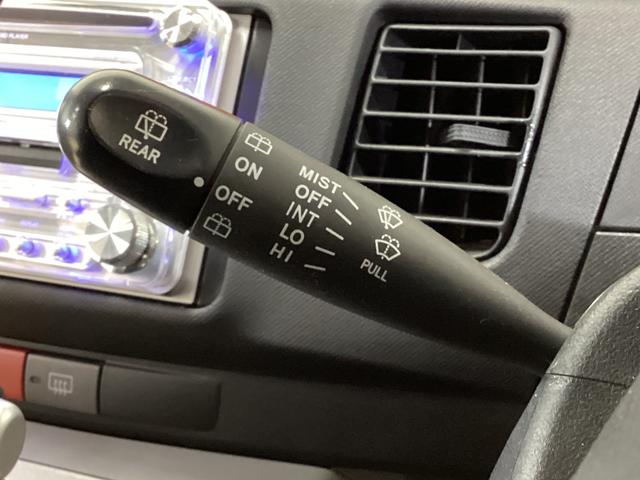 REAR
ON
OFF
MIST
OFF
INT
LO
HI
PULL